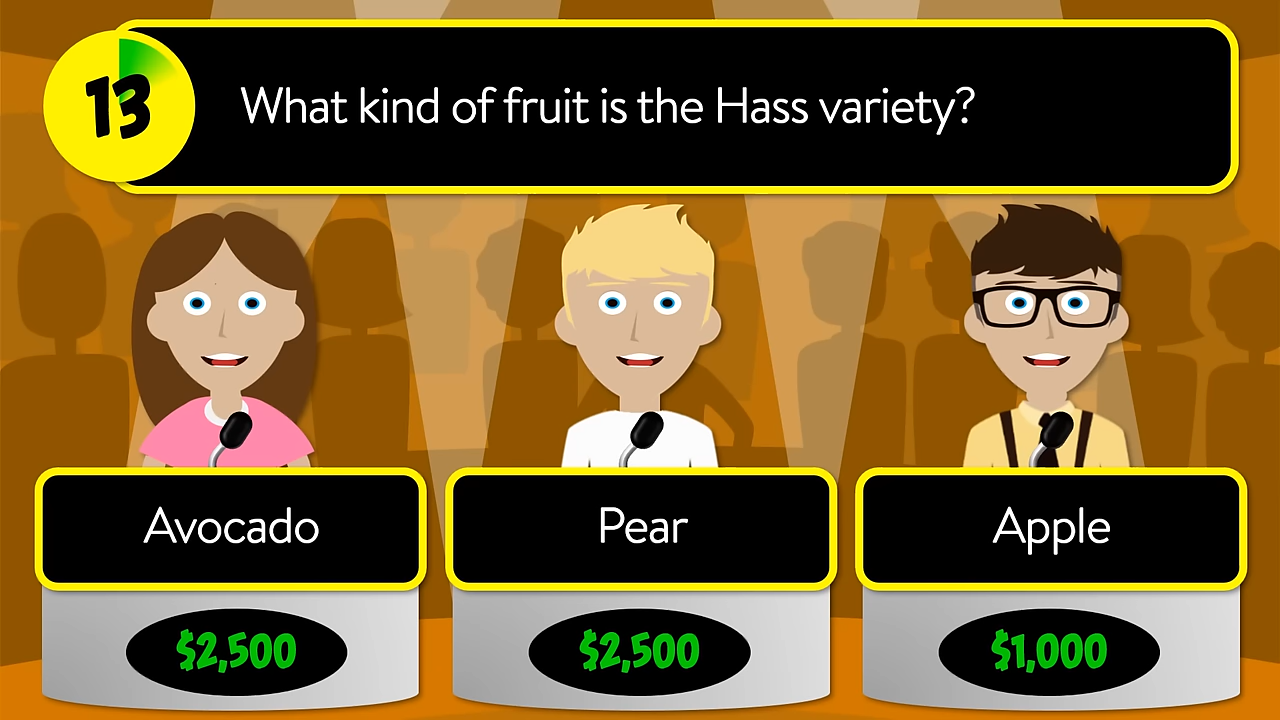 13
What kind of fruit is the Hass variety?
Avocado
Pear
Apple
$2,500
$2,500
$1,000